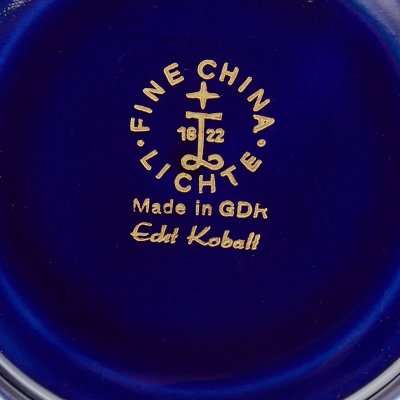 · FINE CHINA ·
18 22
LICHTE
Made in GDR
Echt Kobalt